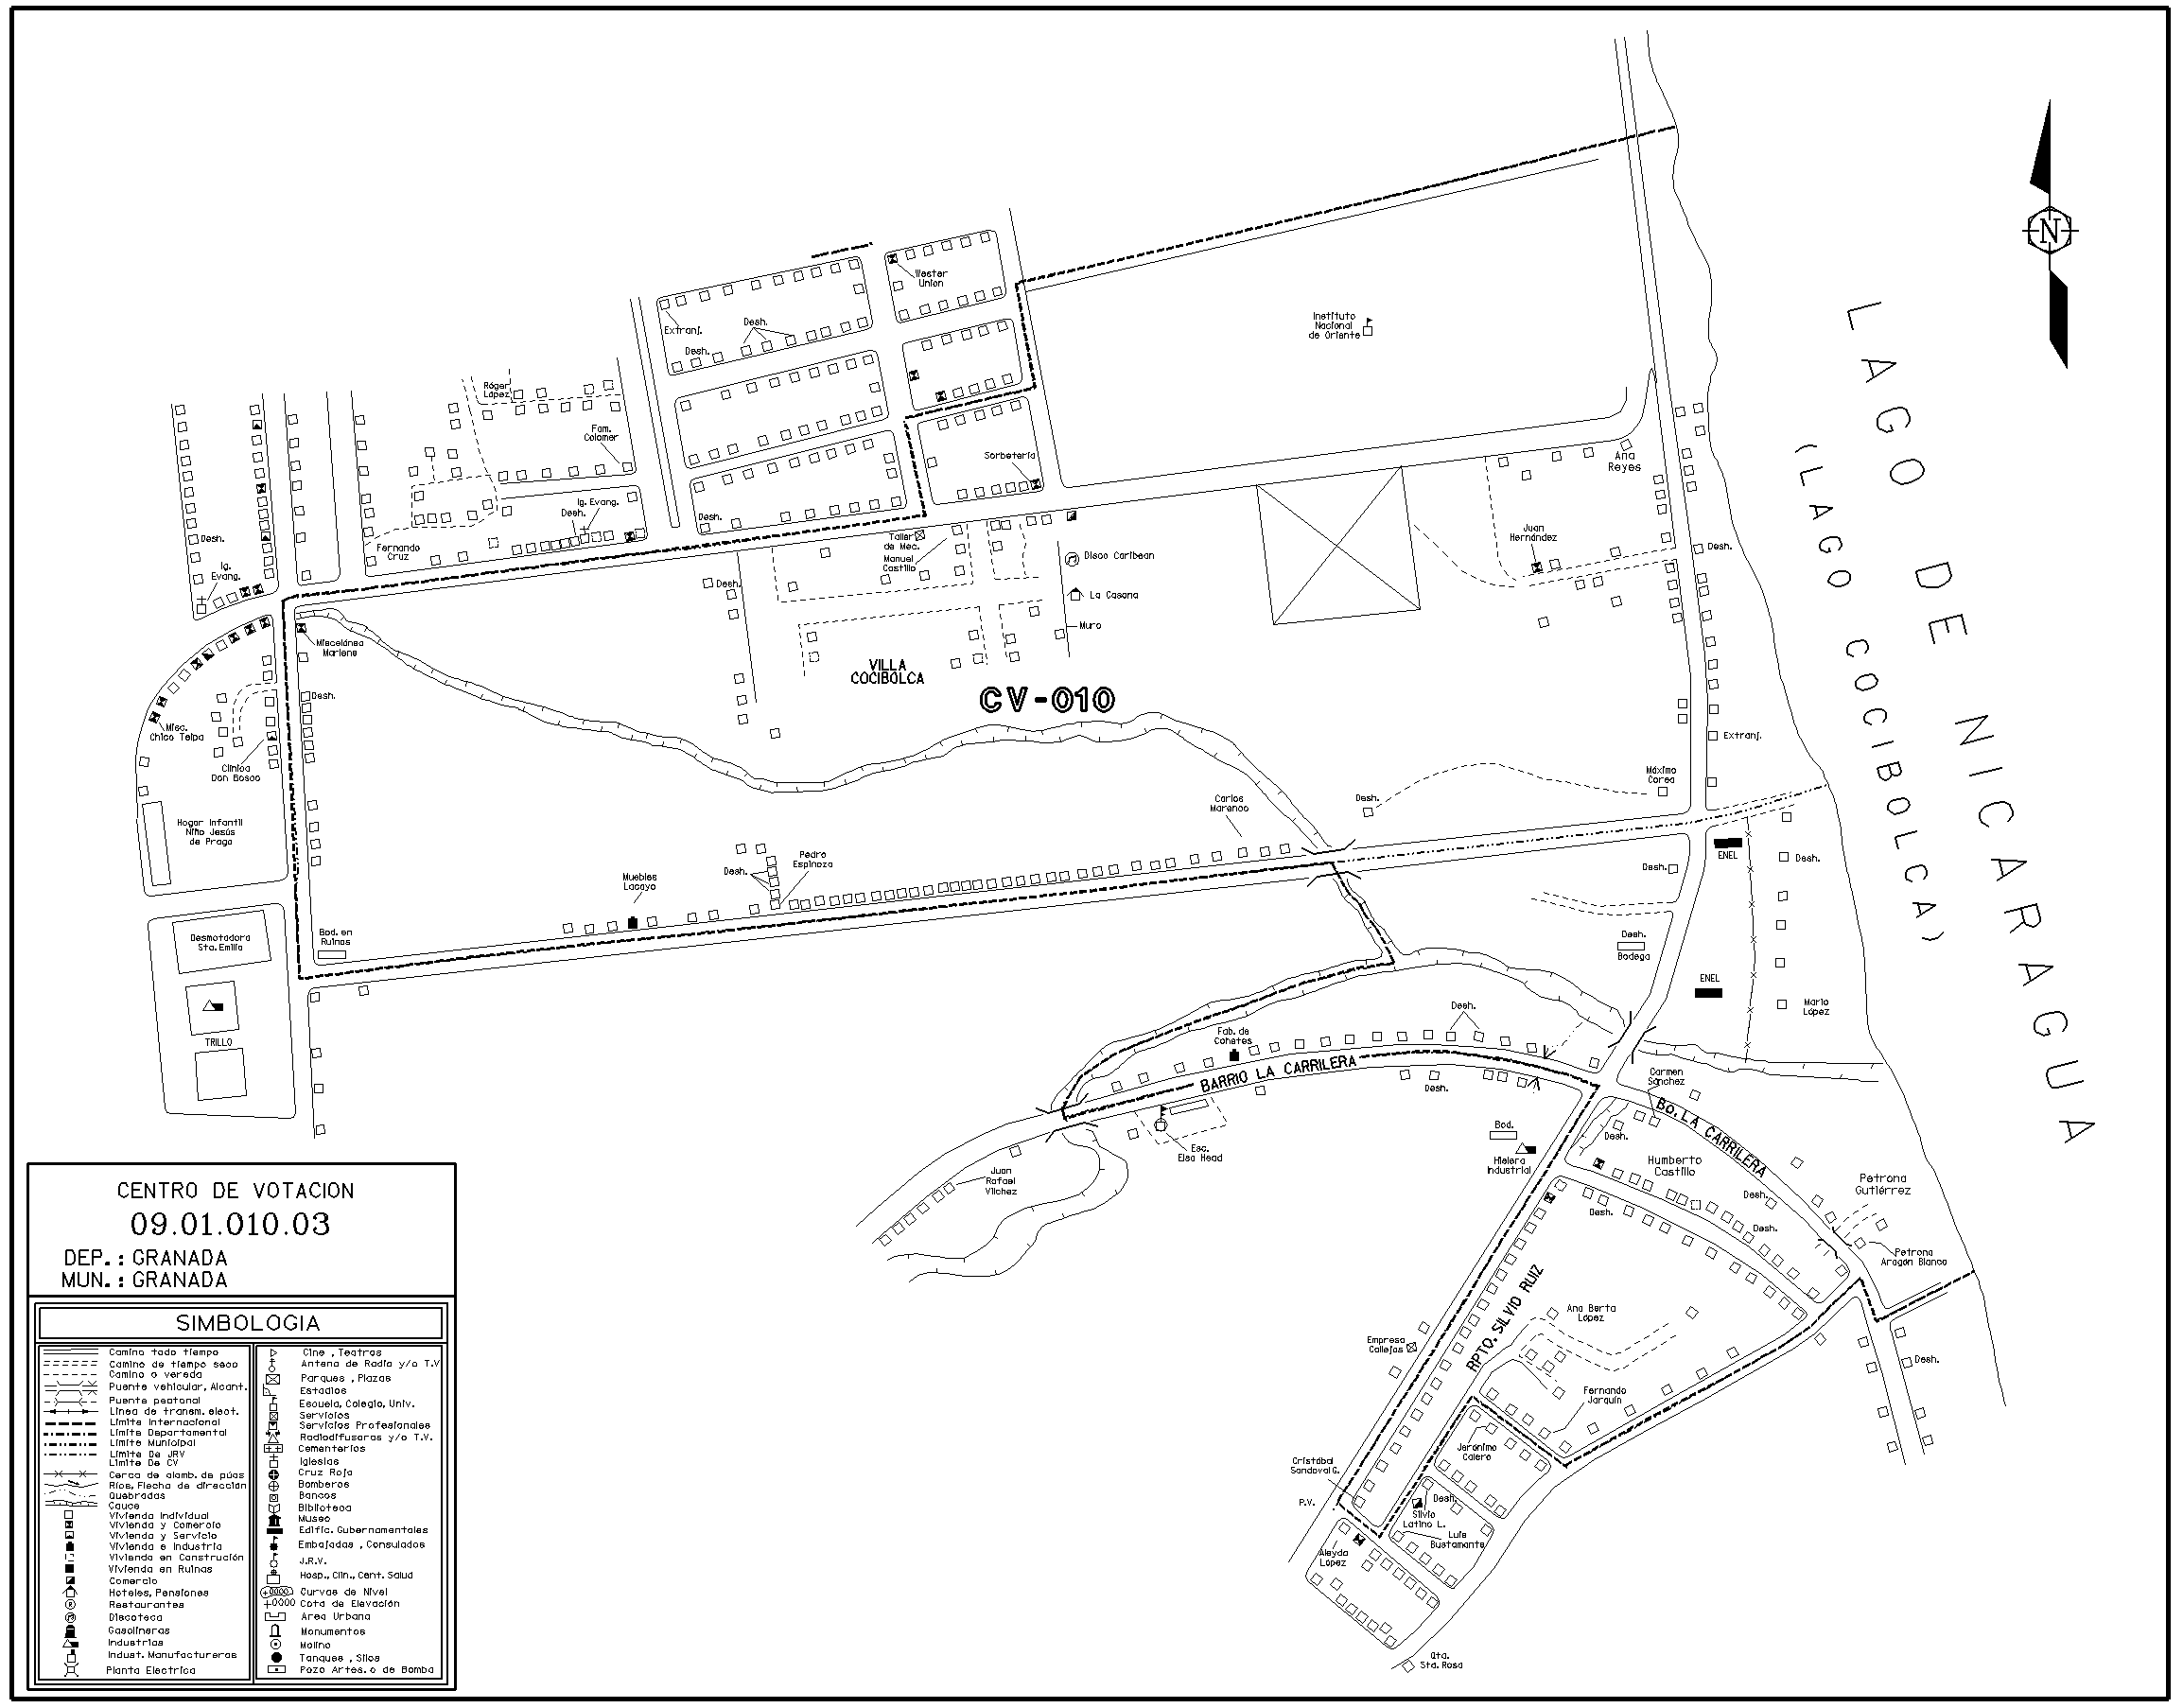 N
LAGO DE NICARAGUA
(LAGO COCIBOLCA)
Wester
Union
Extranj.
Desh.
Desh.
Instituto
Nacional
de Oriente
Róger
López
Fam.
Colomer
Sorbetería
Ana
Reyes
Ig. Evang.
Desh.
Desh.
Desh.
Fernando
Cruz
Ig.
Evang.
Taller
de Mec.
Manuel
Castillo
Disco Caribean
La Casona
Muro
Juan
Hernández
Desh.
Desh.
Miscelánea
Marlene
VILLA
COCIBOLCA
CV-010
Desh.
Misc.
Chico Teipa
Clínica
Don Bosco
Extranj.
Máximo
Corea
Desh.
Carlos
Marenco
Hogar Infantil
Niño Jesús
de Praga
Pedro
Espinoza
Desh.
Muebles
Lacayo
ENEL
Desh.
Desh.
Desmotadora
Sta. Emilia
Bod. en
Ruinas
Desh.
Bodega
ENEL
Mario
López
TRILLO
Desh.
Fab. de
Cohetes
BARRIO LA CARRILERA
Desh.
Carmen
Sánchez
Bo. LA CARRILERA
Esc.
Elsa Head
Bod.
Hielera
Industrial
Desh.
Humberto
Castillo
Desh.
Desh.
Desh.
Petrona
Gutiérrez
Petrona
Aragón Blanco
Juan
Rafael
Vilchez
RPTO. SILVIO RUIZ
Ana Berta
López
Empresa
Callejas
Desh.
Fernando
Jarquín
Jerónimo
Calero
Cristóbal
Sandoval G.
P.V.
Desh.
Silvio
Latino L.
Luis
Bustamante
Aleyda
López
Qta.
Sta. Rosa
CENTRO DE VOTACION
09.01.010.03
DEP. : GRANADA
MUN. : GRANADA
SIMBOLOGIA
Camino todo tiempo
Camino de tiempo seco
Camino o vereda
Puente vehicular, Alcant.
Puente peatonal
Línea de transm. elect.
Límite Internacional
Límite Departamental
Límite Municipal
Límite De JRV
Límite De CV
Cerca de alamb. de púas
Ríos, Flecha de dirección
Quebradas
Cauce
Vivienda Individual
Vivienda y Comercio
Vivienda y Servicio
Vivienda e Industria
Vivienda en Construción
Vivienda en Ruinas
Comercio
Hoteles, Pensiones
Restaurantes
Discoteca
Gasolineras
Industrias
Indust. Manufactureras
Planta Electrica
Cine , Teatros
Antena de Radio y/o T.V
Parques , Plazas
Estadios
Escuela, Colegio, Univ.
Servicios
Servicios Profesionales
Radiodifusoras y/o T.V.
Cementerios
Iglesias
Cruz Roja
Bomberos
Bancos
Biblioteca
Museo
Edific. Gubernamentales
Embajadas , Consulados
J.R.V.
Hosp., Clin., Cent. Salud
Curvas de Nivel
+0000 Cota de Elevación
Area Urbana
Monumentos
Molino
Tanques , Silos
Pozo Artes. o de Bomba